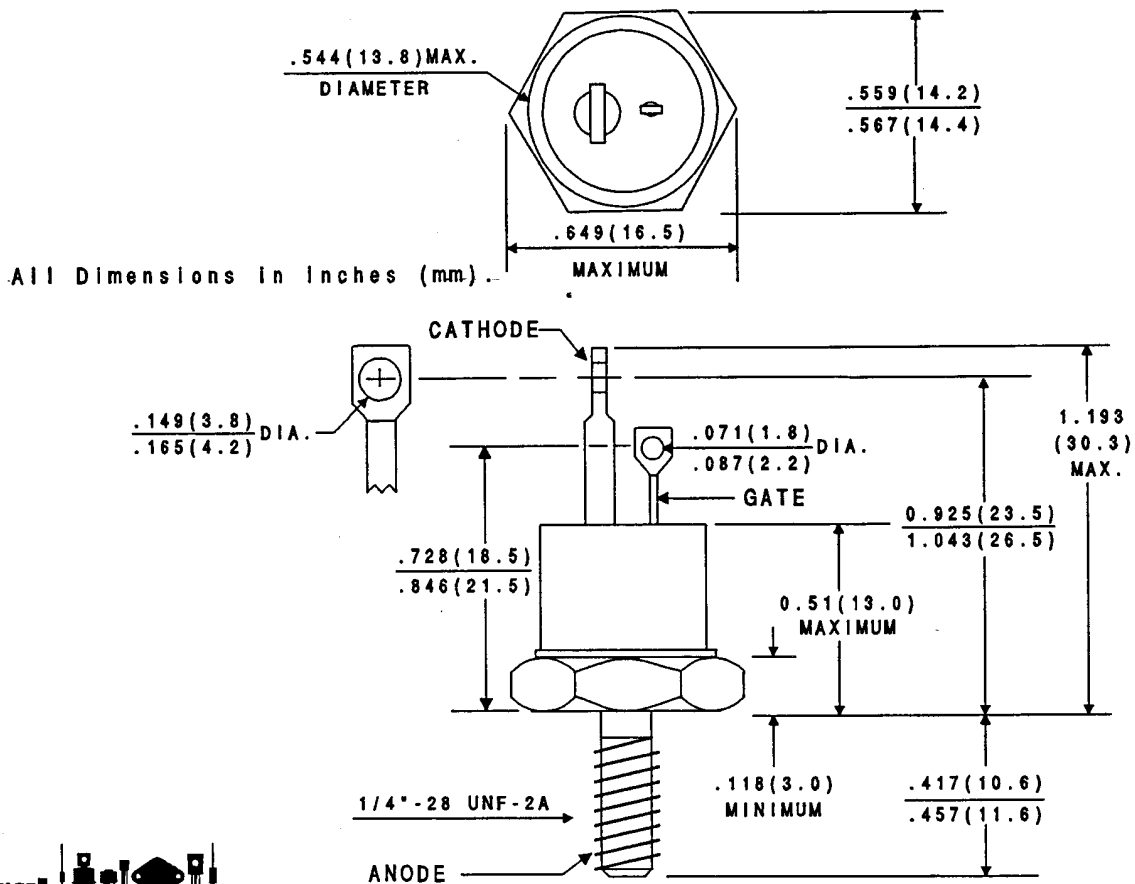 .544(13.8)MAX.
DIAMETER
.559(14.2)
.567(14.4)
.649(16.5)
MAXIMUM
All Dimensions in inches (mm).
CATHODE
.149(3.8)
.165(4.2)
DIA.
.071(1.8)
.087(2.2)
DIA.
GATE
1.193
(30.3)
MAX.
0.925(23.5)
1.043(26.5)
.728(18.5)
.846(21.5)
0.51(13.0)
MAXIMUM
.118(3.0)
MINIMUM
.417(10.6)
.457(11.6)
1/4"-28 UNF-2A
ANODE